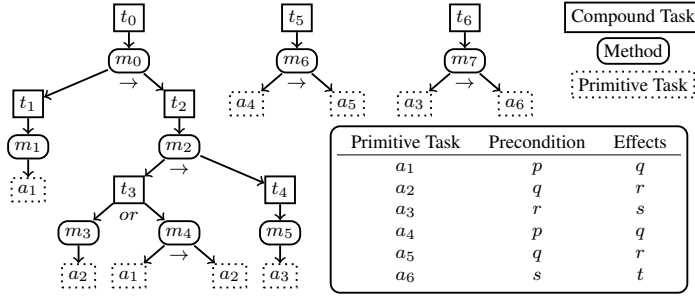 t₀ t₅ t₆ Compound Task
m₀ m₆ m₇ Method
→ → →
t₁ t₂ a₄ a₅ a₃ a₆ Primitive Task
m₁ m₂
→
Primitive Task Precondition Effects
a₁ p q
a₂ q r
a₃ r s
a₄ p q
a₅ q r
a₆ s t
a₁ t₃ t₄
or
m₃ m₄ m₅
→
a₂ a₁ a₂ a₃